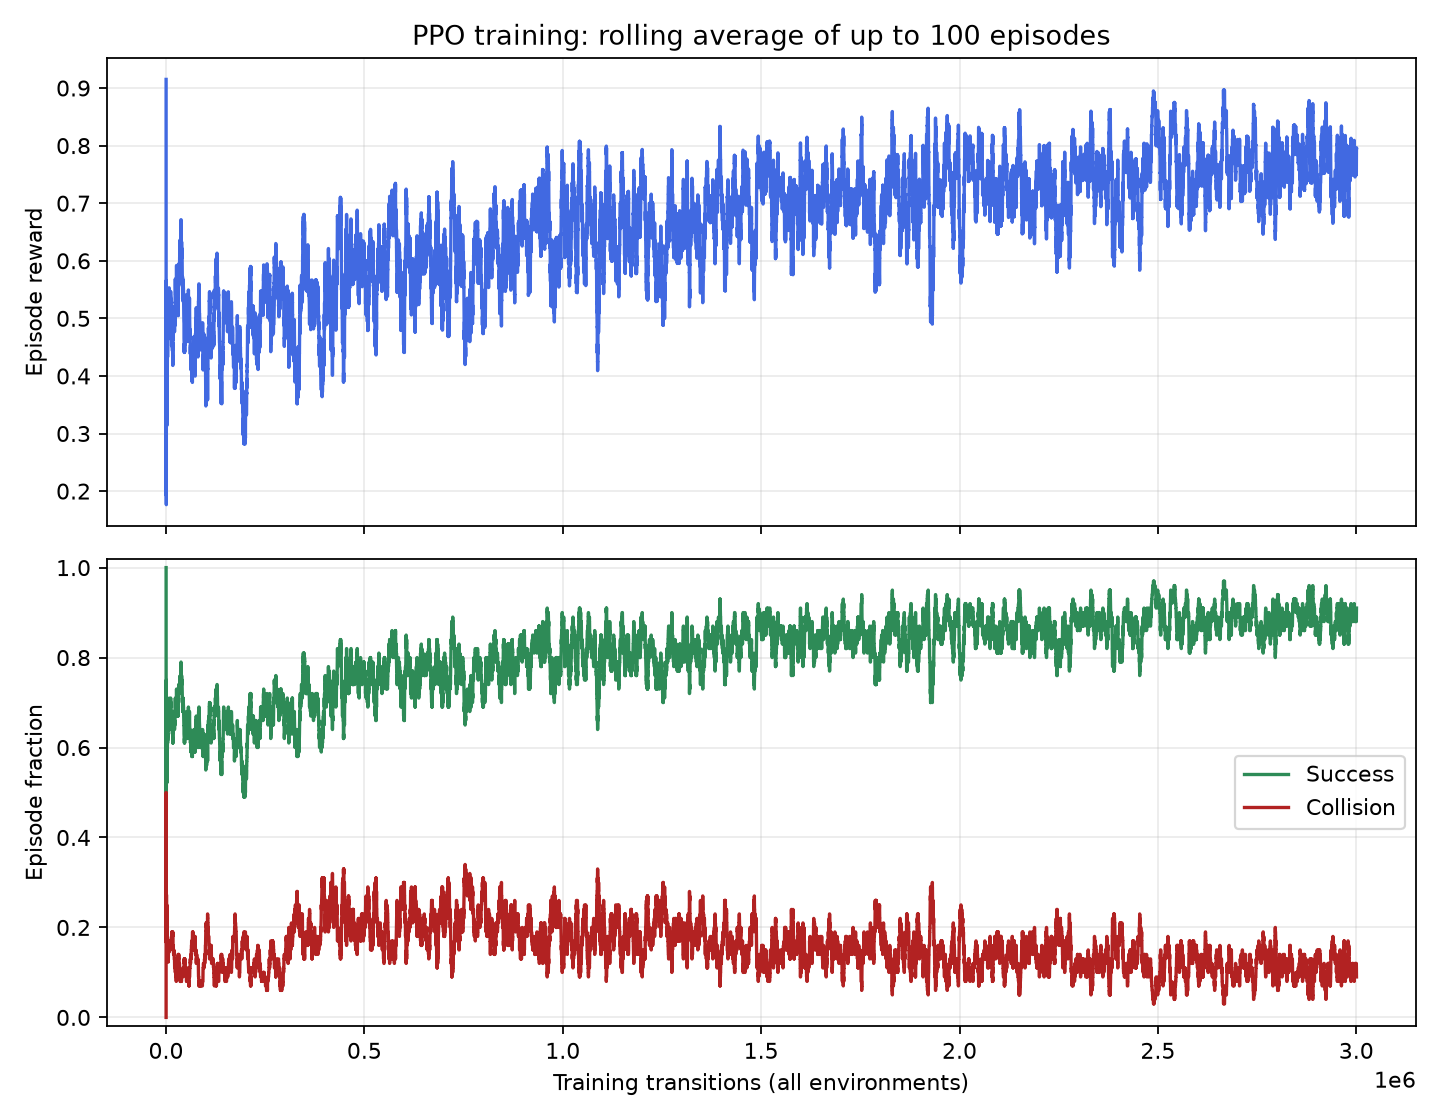 PPO training: rolling average of up to 100 episodes
0.9
0.8
0.7
0.6
0.5
0.4
0.3
0.2
Episode reward
1.0
0.8
0.6
0.4
0.2
0.0
Episode fraction
Success
Collision
0.0 0.5 1.0 1.5 2.0 2.5 3.0
1e6
Training transitions (all environments)